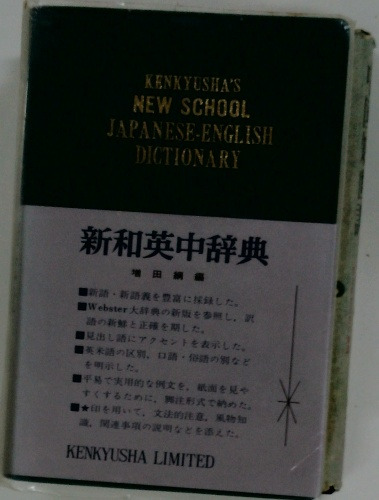 KENKYUSHA'S
NEW SCHOOL
JAPANESE-ENGLISH
DICTIONARY
新和英中辞典
増田綱編
■新語・新語義を豊富に採録した。
■Webster大辞典の新版を参照し，訳
語の新鮮と正確を期した。
■見出し語にアクセントを表示した。
■英米語の区別，口語・俗語の別など
を明示した。
■平易で実用的な例文を，紙面を見や
すくするために，脚注形式で納めた。
■★印を用いて，文法的注意，風物知
識，関連事項の説明などを添えた。
KENKYUSHA LIMITED